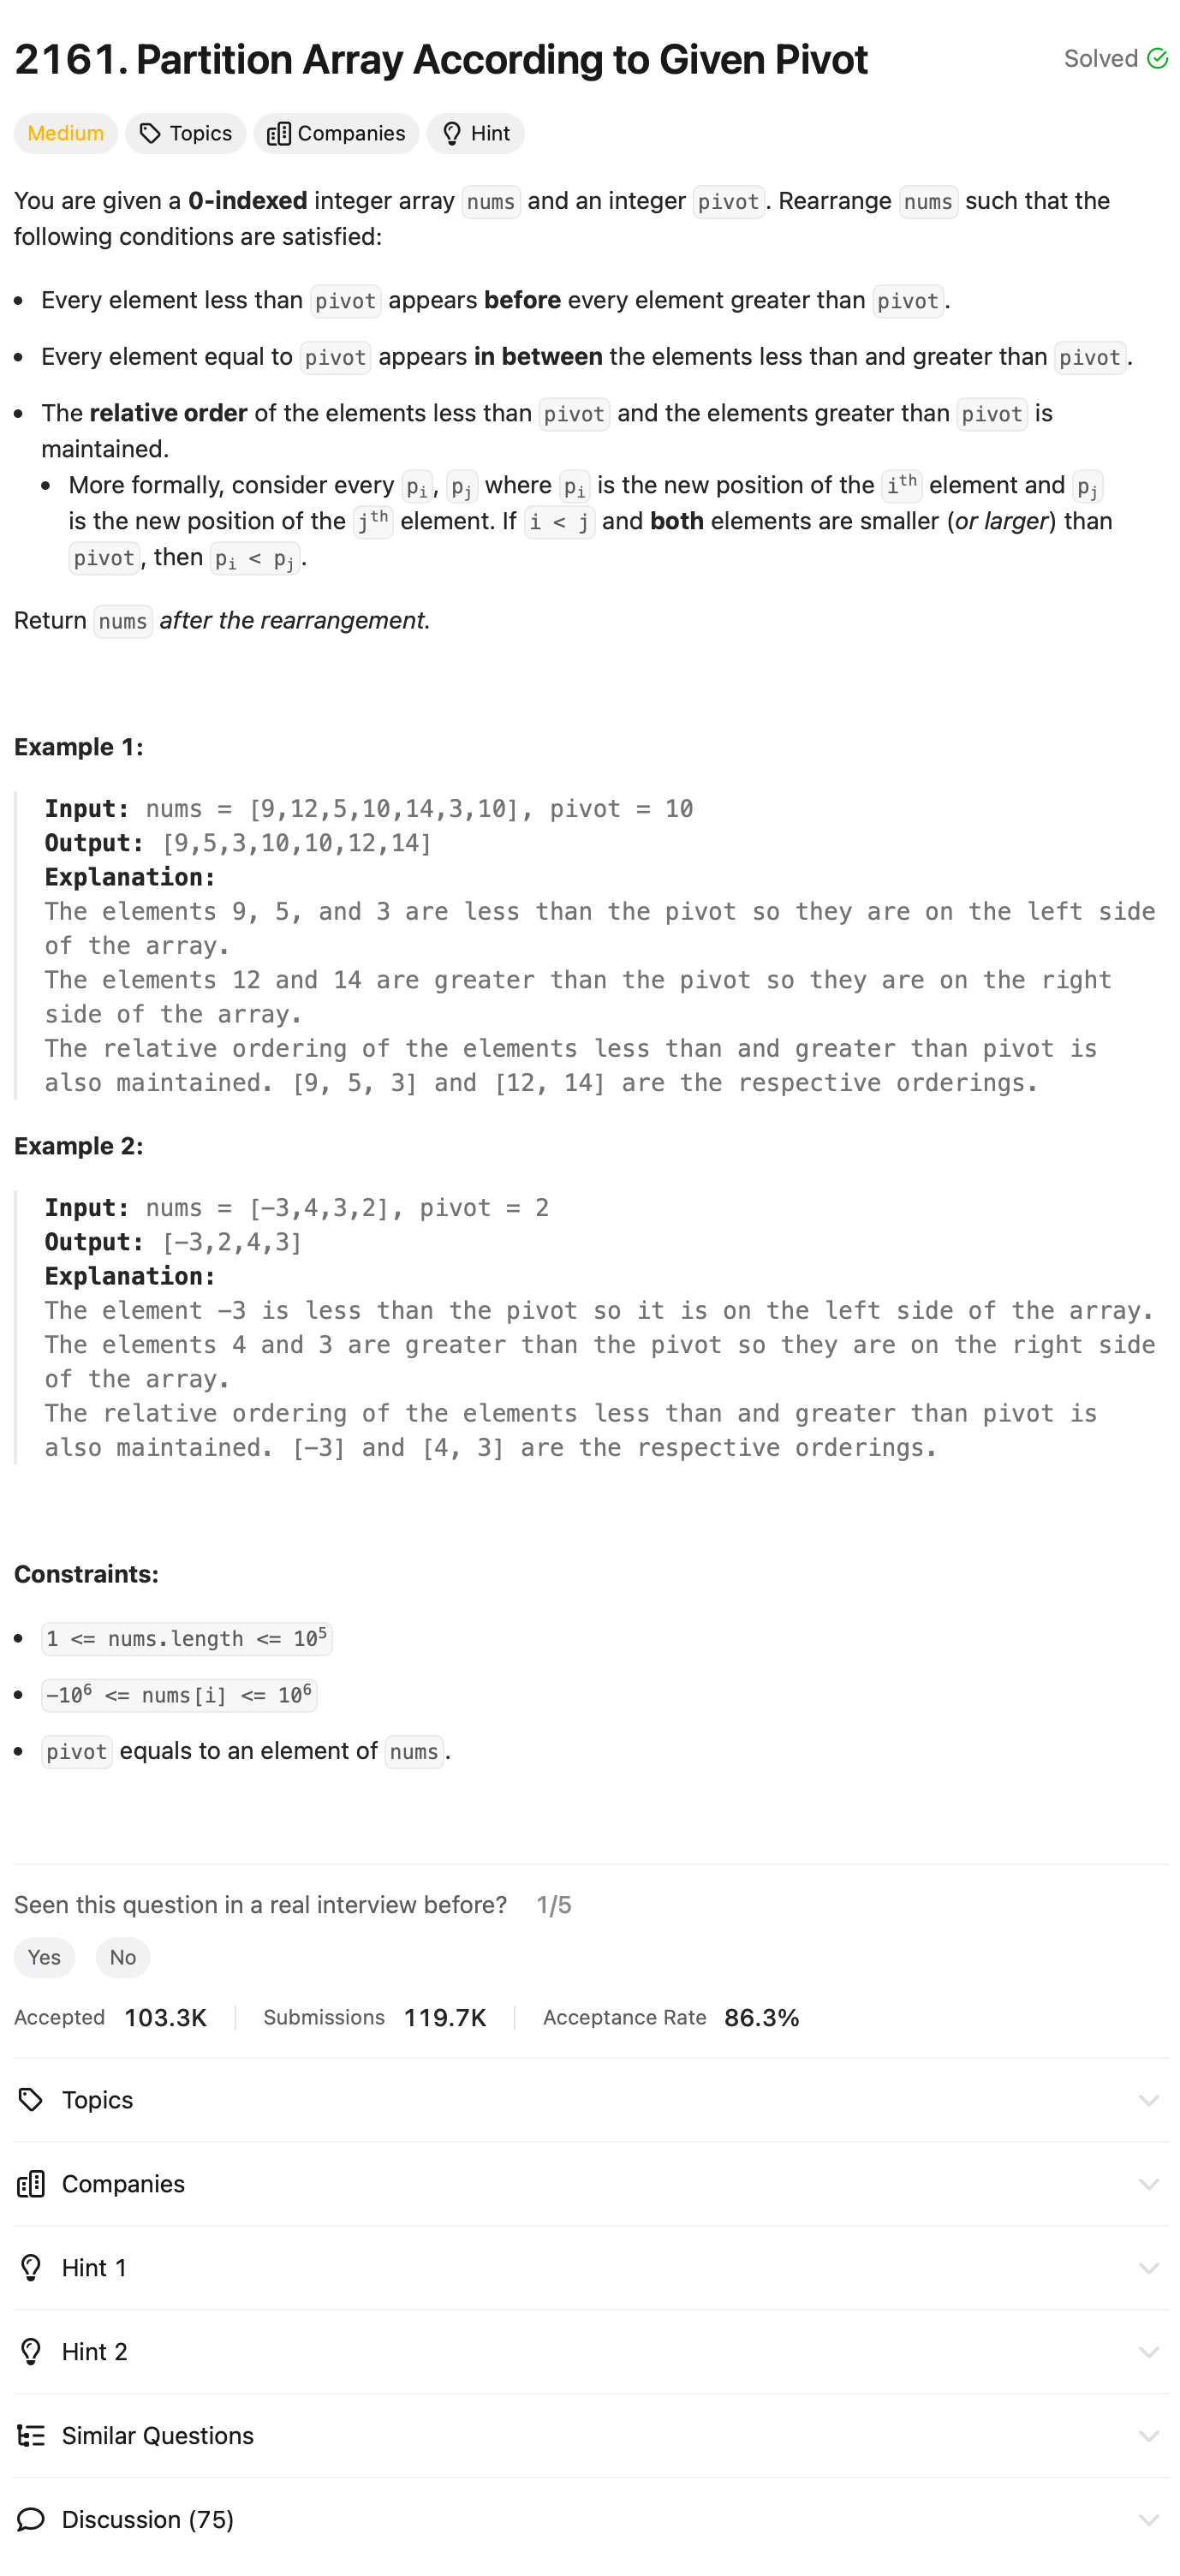 2161. Partition Array According to Given Pivot
Solved
Medium
Topics
Companies
Hint
You are given a 0-indexed integer array nums and an integer pivot. Rearrange nums such that the
following conditions are satisfied:
• Every element less than pivot appears before every element greater than pivot.
• Every element equal to pivot appears in between the elements less than and greater than pivot.
• The relative order of the elements less than pivot and the elements greater than pivot is
maintained.
• More formally, consider every pᵢ, pⱼ where pᵢ is the new position of the iᵗʰ element and pⱼ
is the new position of the jᵗʰ element. If i < j and both elements are smaller (or larger) than
pivot, then pᵢ < pⱼ.
Return nums after the rearrangement.
Example 1:
Input: nums = [9,12,5,10,14,3,10], pivot = 10
Output: [9,5,3,10,10,12,14]
Explanation:
The elements 9, 5, and 3 are less than the pivot so they are on the left side
of the array.
The elements 12 and 14 are greater than the pivot so they are on the right
side of the array.
The relative ordering of the elements less than and greater than pivot is
also maintained. [9, 5, 3] and [12, 14] are the respective orderings.
Example 2:
Input: nums = [-3,4,3,2], pivot = 2
Output: [-3,2,4,3]
Explanation:
The element -3 is less than the pivot so it is on the left side of the array.
The elements 4 and 3 are greater than the pivot so they are on the right side
of the array.
The relative ordering of the elements less than and greater than pivot is
also maintained. [-3] and [4, 3] are the respective orderings.
Constraints:
• 1 <= nums.length <= 10⁵
• -10⁶ <= nums[i] <= 10⁶
• pivot equals to an element of nums.
Seen this question in a real interview before? 1/5
Yes
No
Accepted 103.3K
Submissions 119.7K
Acceptance Rate 86.3%
Topics
Companies
Hint 1
Hint 2
Similar Questions
Discussion (75)